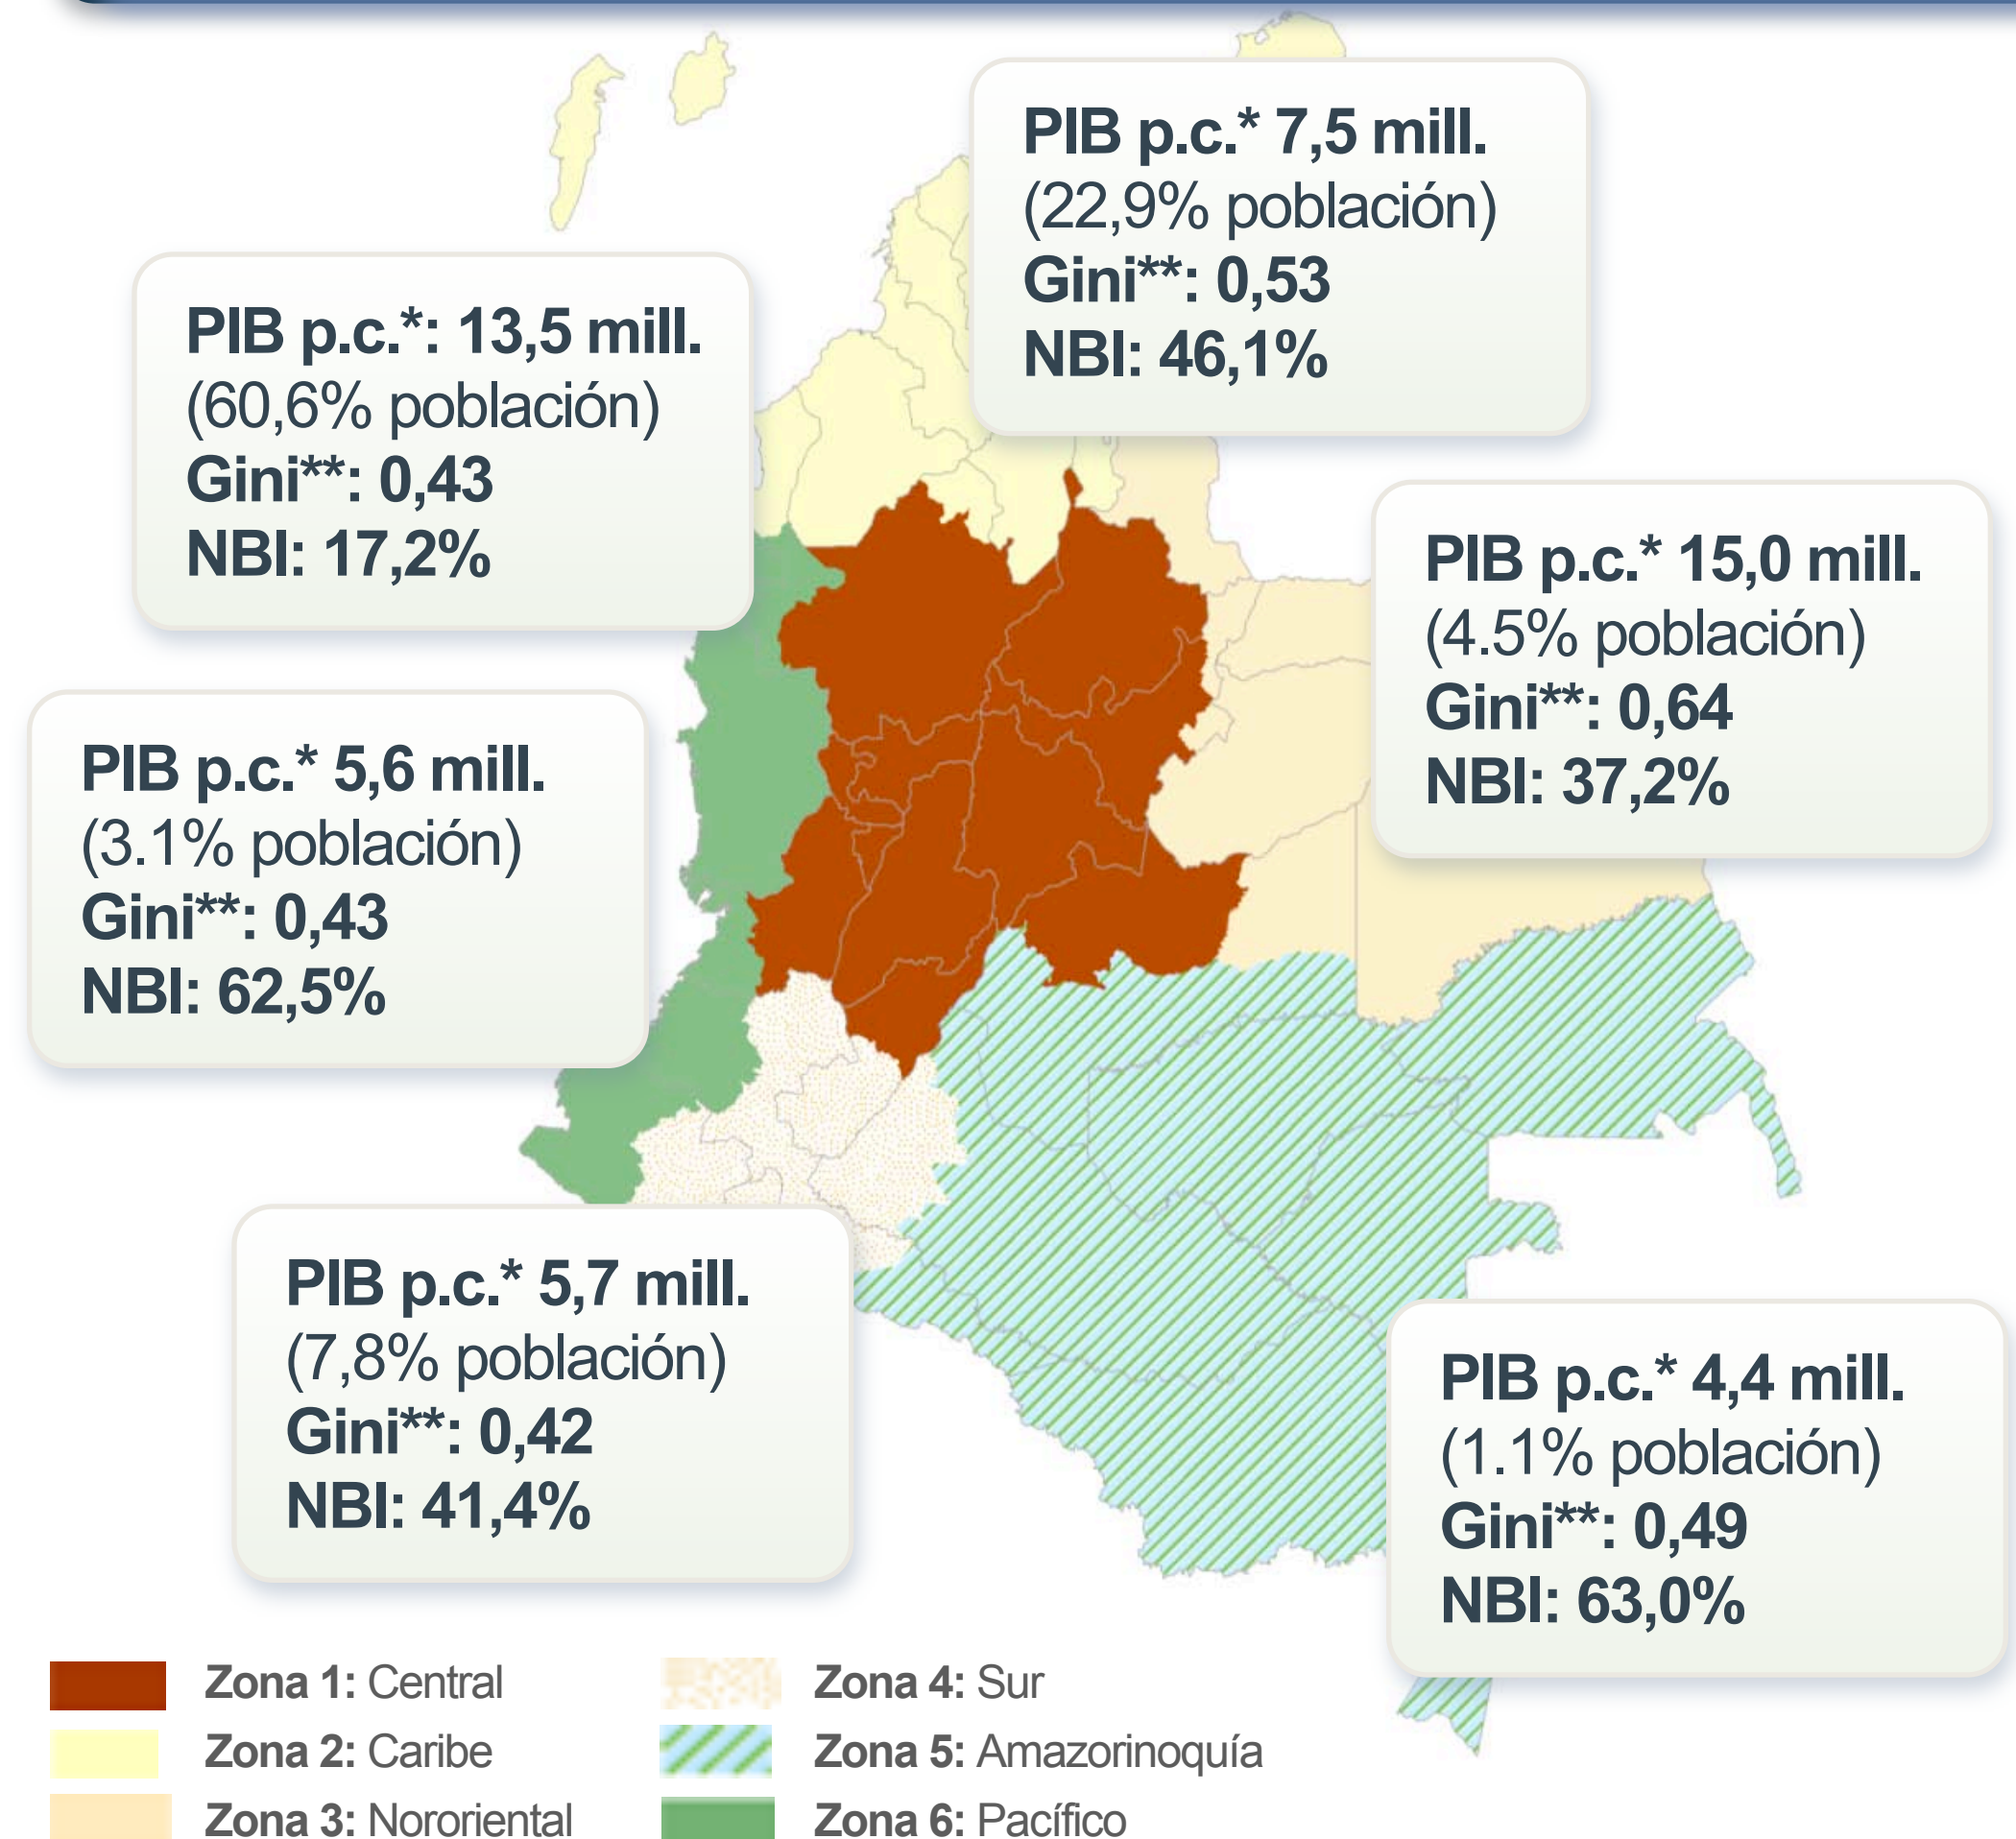 PIB p.c.* 7,5 mill.
(22,9% población)
Gini**: 0,53
NBI: 46,1%
PIB p.c.*: 13,5 mill.
(60,6% población)
Gini**: 0,43
NBI: 17,2%
PIB p.c.* 15,0 mill.
(4.5% población)
Gini**: 0,64
NBI: 37,2%
PIB p.c.* 5,6 mill.
(3.1% población)
Gini**: 0,43
NBI: 62,5%
PIB p.c.* 5,7 mill.
(7,8% población)
Gini**: 0,42
NBI: 41,4%
PIB p.c.* 4,4 mill.
(1.1% población)
Gini**: 0,49
NBI: 63,0%
Zona 1: Central
Zona 2: Caribe
Zona 3: Nororiental
Zona 4: Sur
Zona 5: Amazorinoquía
Zona 6: Pacífico